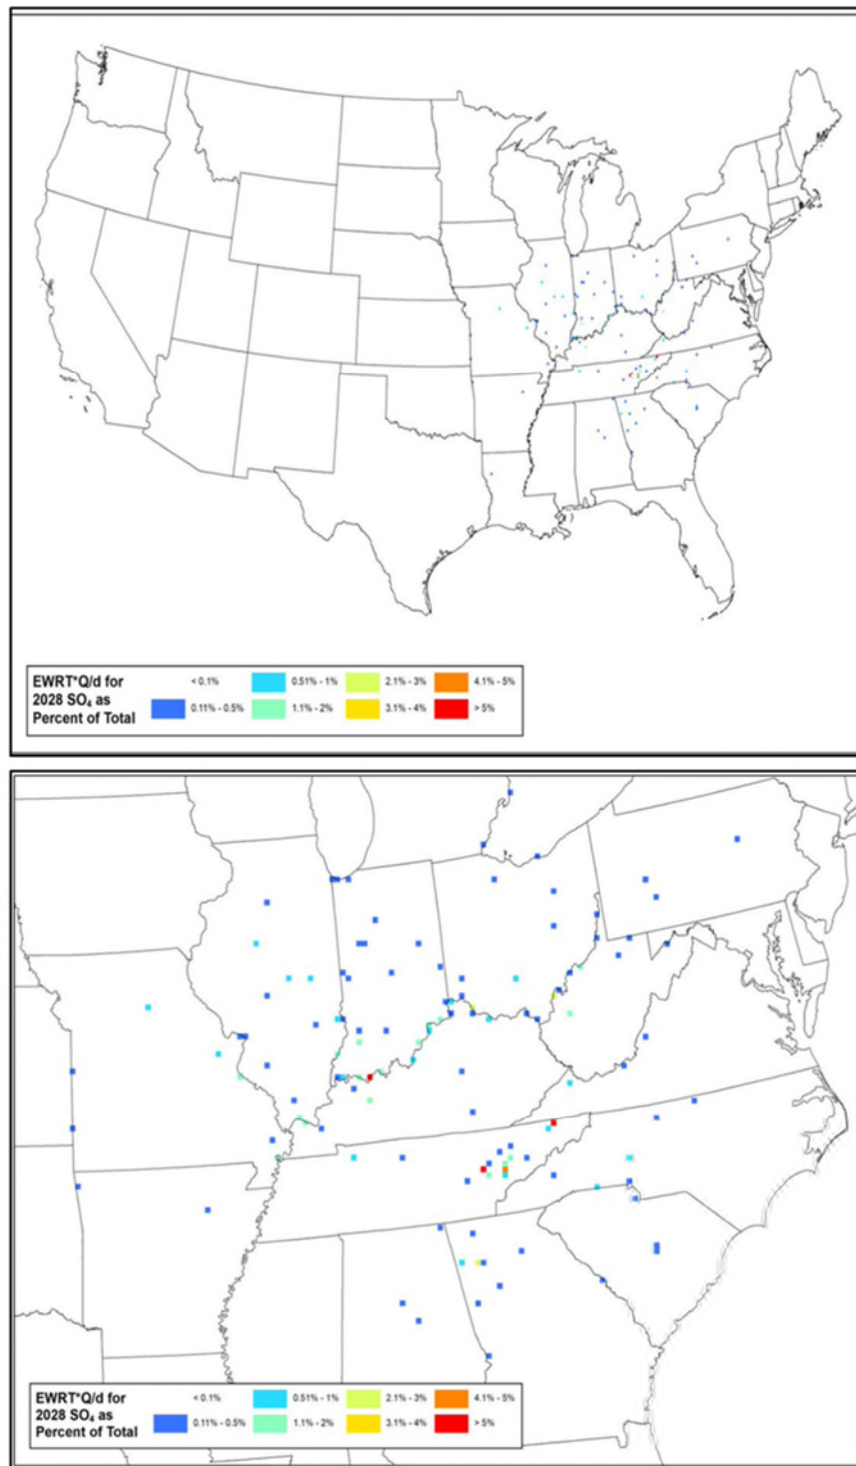 EWRT*Q/d for
2028 SO₄ as
Percent of Total
< 0.1%
0.51% - 1%
2.1% - 3%
4.1% - 5%
0.11% - 0.5%
1.1% - 2%
3.1% - 4%
> 5%
EWRT*Q/d for
2028 SO₄ as
Percent of Total
< 0.1%
0.51% - 1%
2.1% - 3%
4.1% - 5%
0.11% - 0.5%
1.1% - 2%
3.1% - 4%
> 5%